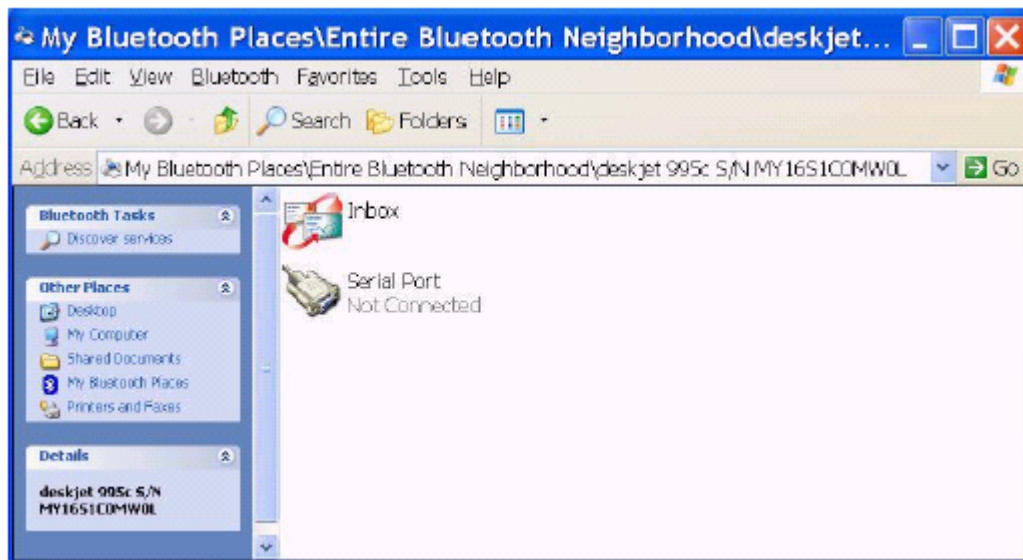 My Bluetooth Places\Entire Bluetooth Neighborhood\deskjet...
File Edit View Bluetooth Favorites Tools Help
Back Search Folders
Address My Bluetooth Places\Entire Bluetooth Neighborhood\deskjet 995c S/N MY16S1C0MW0L Go
Bluetooth Tasks
Discover services
Other Places
Desktop
My Computer
Shared Documents
My Bluetooth Places
Printers and Faxes
Details
deskjet 995c S/N
MY16S1C0MW0L
Inbox
Serial Port
Not Connected